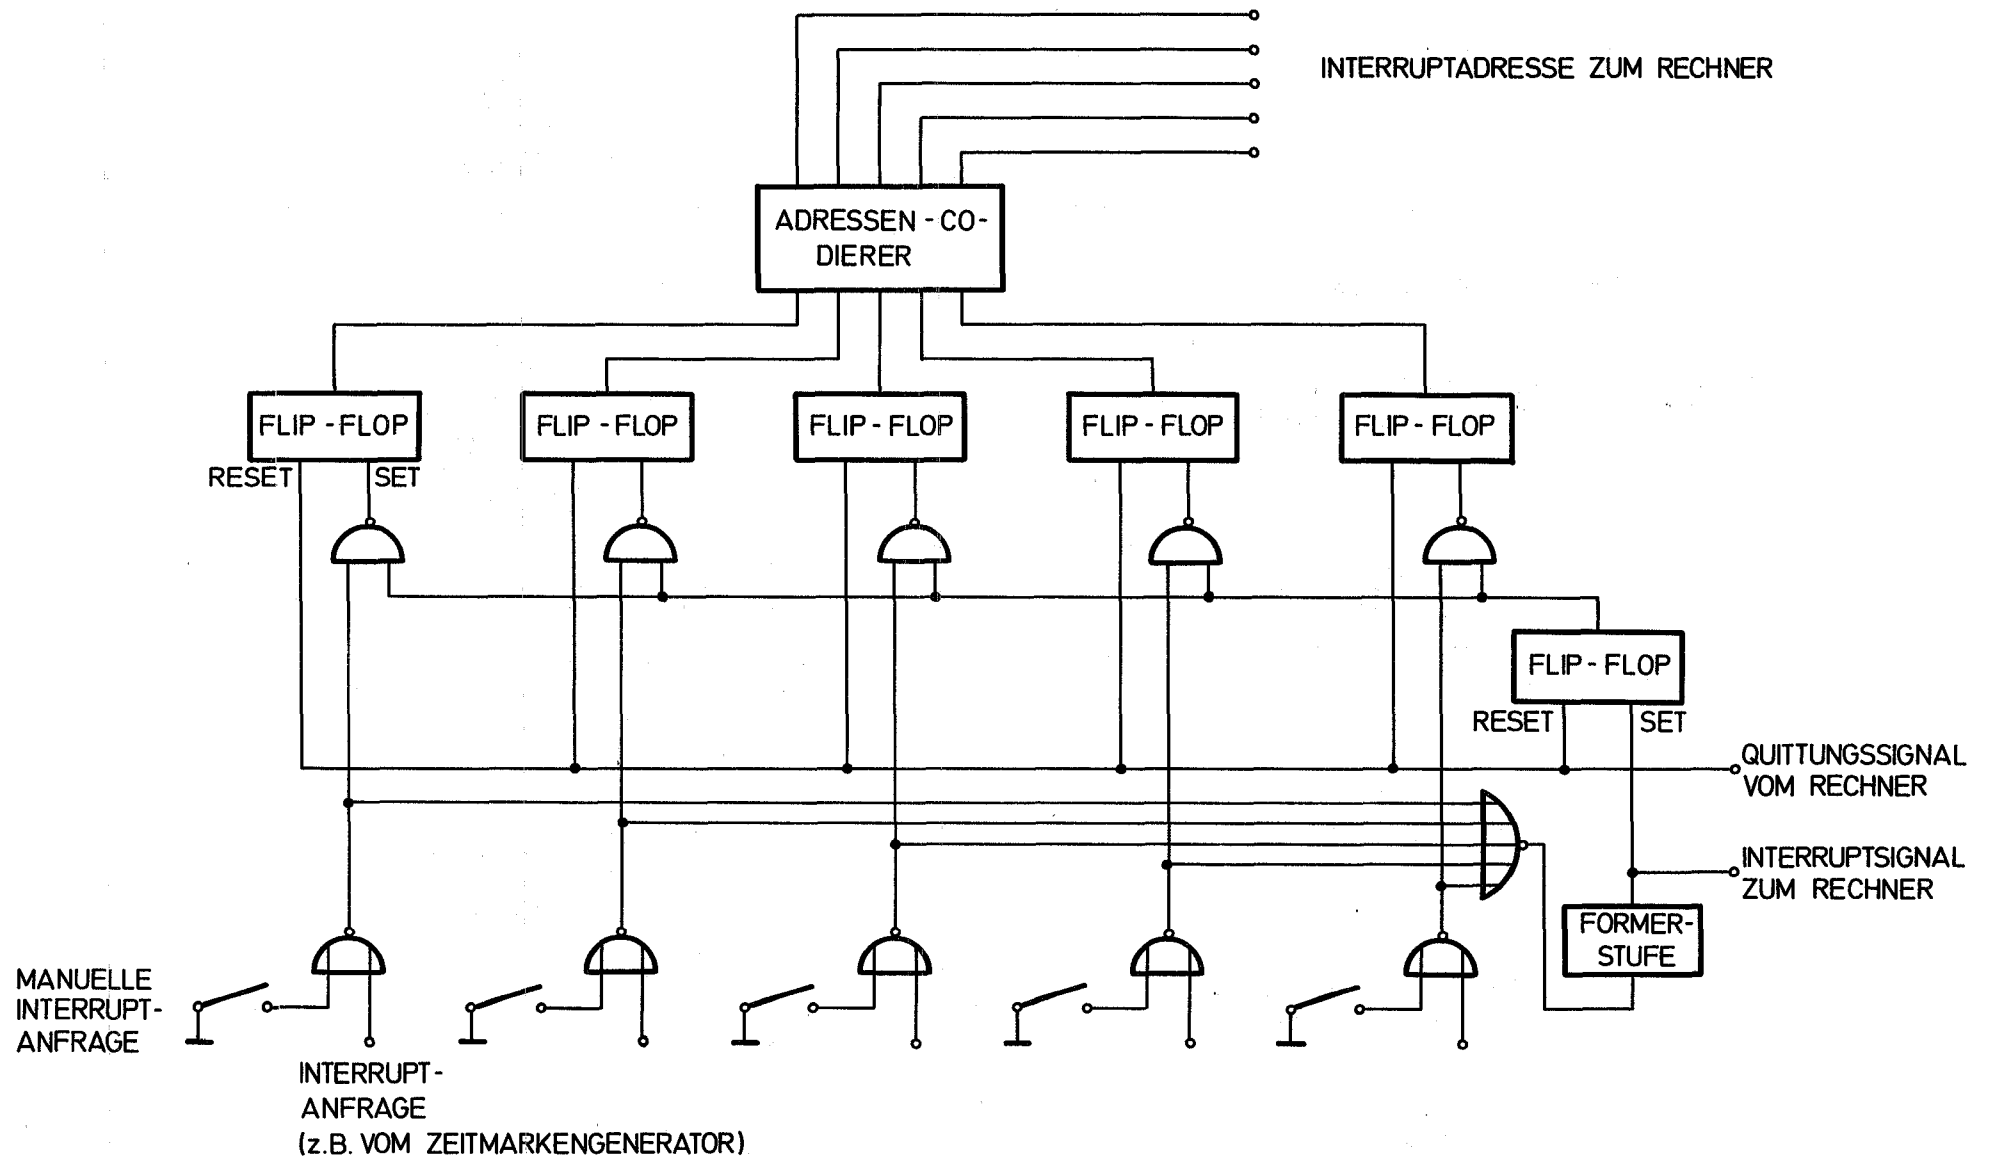 INTERRUPTADRESSE ZUM RECHNER
ADRESSEN - CO-
DIERER
FLIP - FLOP
FLIP - FLOP
FLIP - FLOP
FLIP - FLOP
FLIP - FLOP
RESET
SET
FLIP - FLOP
RESET
SET
QUITTUNGSSIGNAL
VOM RECHNER
INTERRUPTSIGNAL
ZUM RECHNER
FORMER-
STUFE
MANUELLE
INTERRUPT-
ANFRAGE
INTERRUPT-
ANFRAGE
(z.B. VOM ZEITMARKENGENERATOR)